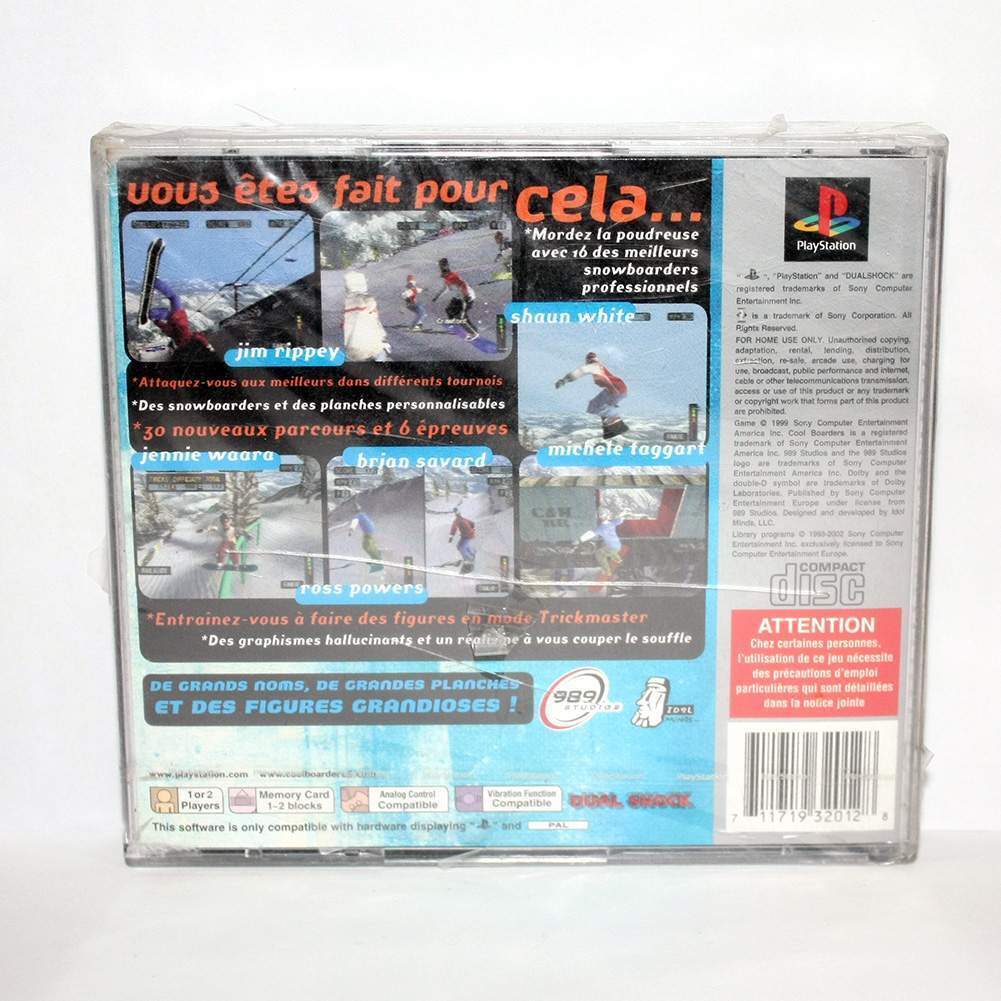 vous êtes fait pour cela...
*Mordez la poudreuse
avec 16 des meilleurs
snowboarders
professionnels
jim rippey
shaun white
*Attaquez-vous aux meilleurs dans différents tournois
*Des snowboarders et des planches personnalisables
*30 nouveaux parcours et 6 épreuves
jennie waara
brian savard
michele taggart
ross powers
*Entraînez-vous à faire des figures en mode Trickmaster
*Des graphismes hallucinants et un à vous couper le souffle
DE GRANDS NOMS, DE GRANDES PLANCHES
ET DES FIGURES GRANDIOSES !
989
STUDIOS
IDOL
MINDS
www.playstation.com
1 or 2
Players
Memory Card
1-2 blocks
Analog Control
Compatible
Vibration Function
Compatible
DUAL SHOCK
This software is only compatible with hardware displaying " " and PAL
PlayStation
" ", "PlayStation" and "DUALSHOCK" are
registered trademarks of Sony Computer
Entertainment Inc.
is a trademark of Sony Corporation. All
Rights Reserved.
FOR HOME USE ONLY. Unauthorised copying,
adaptation, rental, lending, distribution,
extraction, re-sale, arcade use, charging for
use, broadcast, public performance and internet,
cable or other telecommunications transmission,
access or use of this product or any trademark
or copyright work that forms part of this product
are prohibited.
Game © 1999 Sony Computer Entertainment
America Inc. Cool Boarders is a registered
trademark of Sony Computer Entertainment
America Inc. 989 Studios and the 989 Studios
logo are trademarks of Sony Computer
Entertainment America Inc. Dolby and the
double-D symbol are trademarks of Dolby
Laboratories. Published by Sony Computer
Entertainment Europe under license from
989 Studios. Designed and developed by Idol
Minds, LLC.
Library programs © 1998-2002 Sony Computer
Entertainment Inc. exclusively licensed to Sony
Computer Entertainment Europe.
COMPACT
disc
ATTENTION
Chez certaines personnes,
l'utilisation de ce jeu nécessite
des précautions d'emploi
particulières qui sont détaillées
dans la notice jointe
7 11719 32012 8